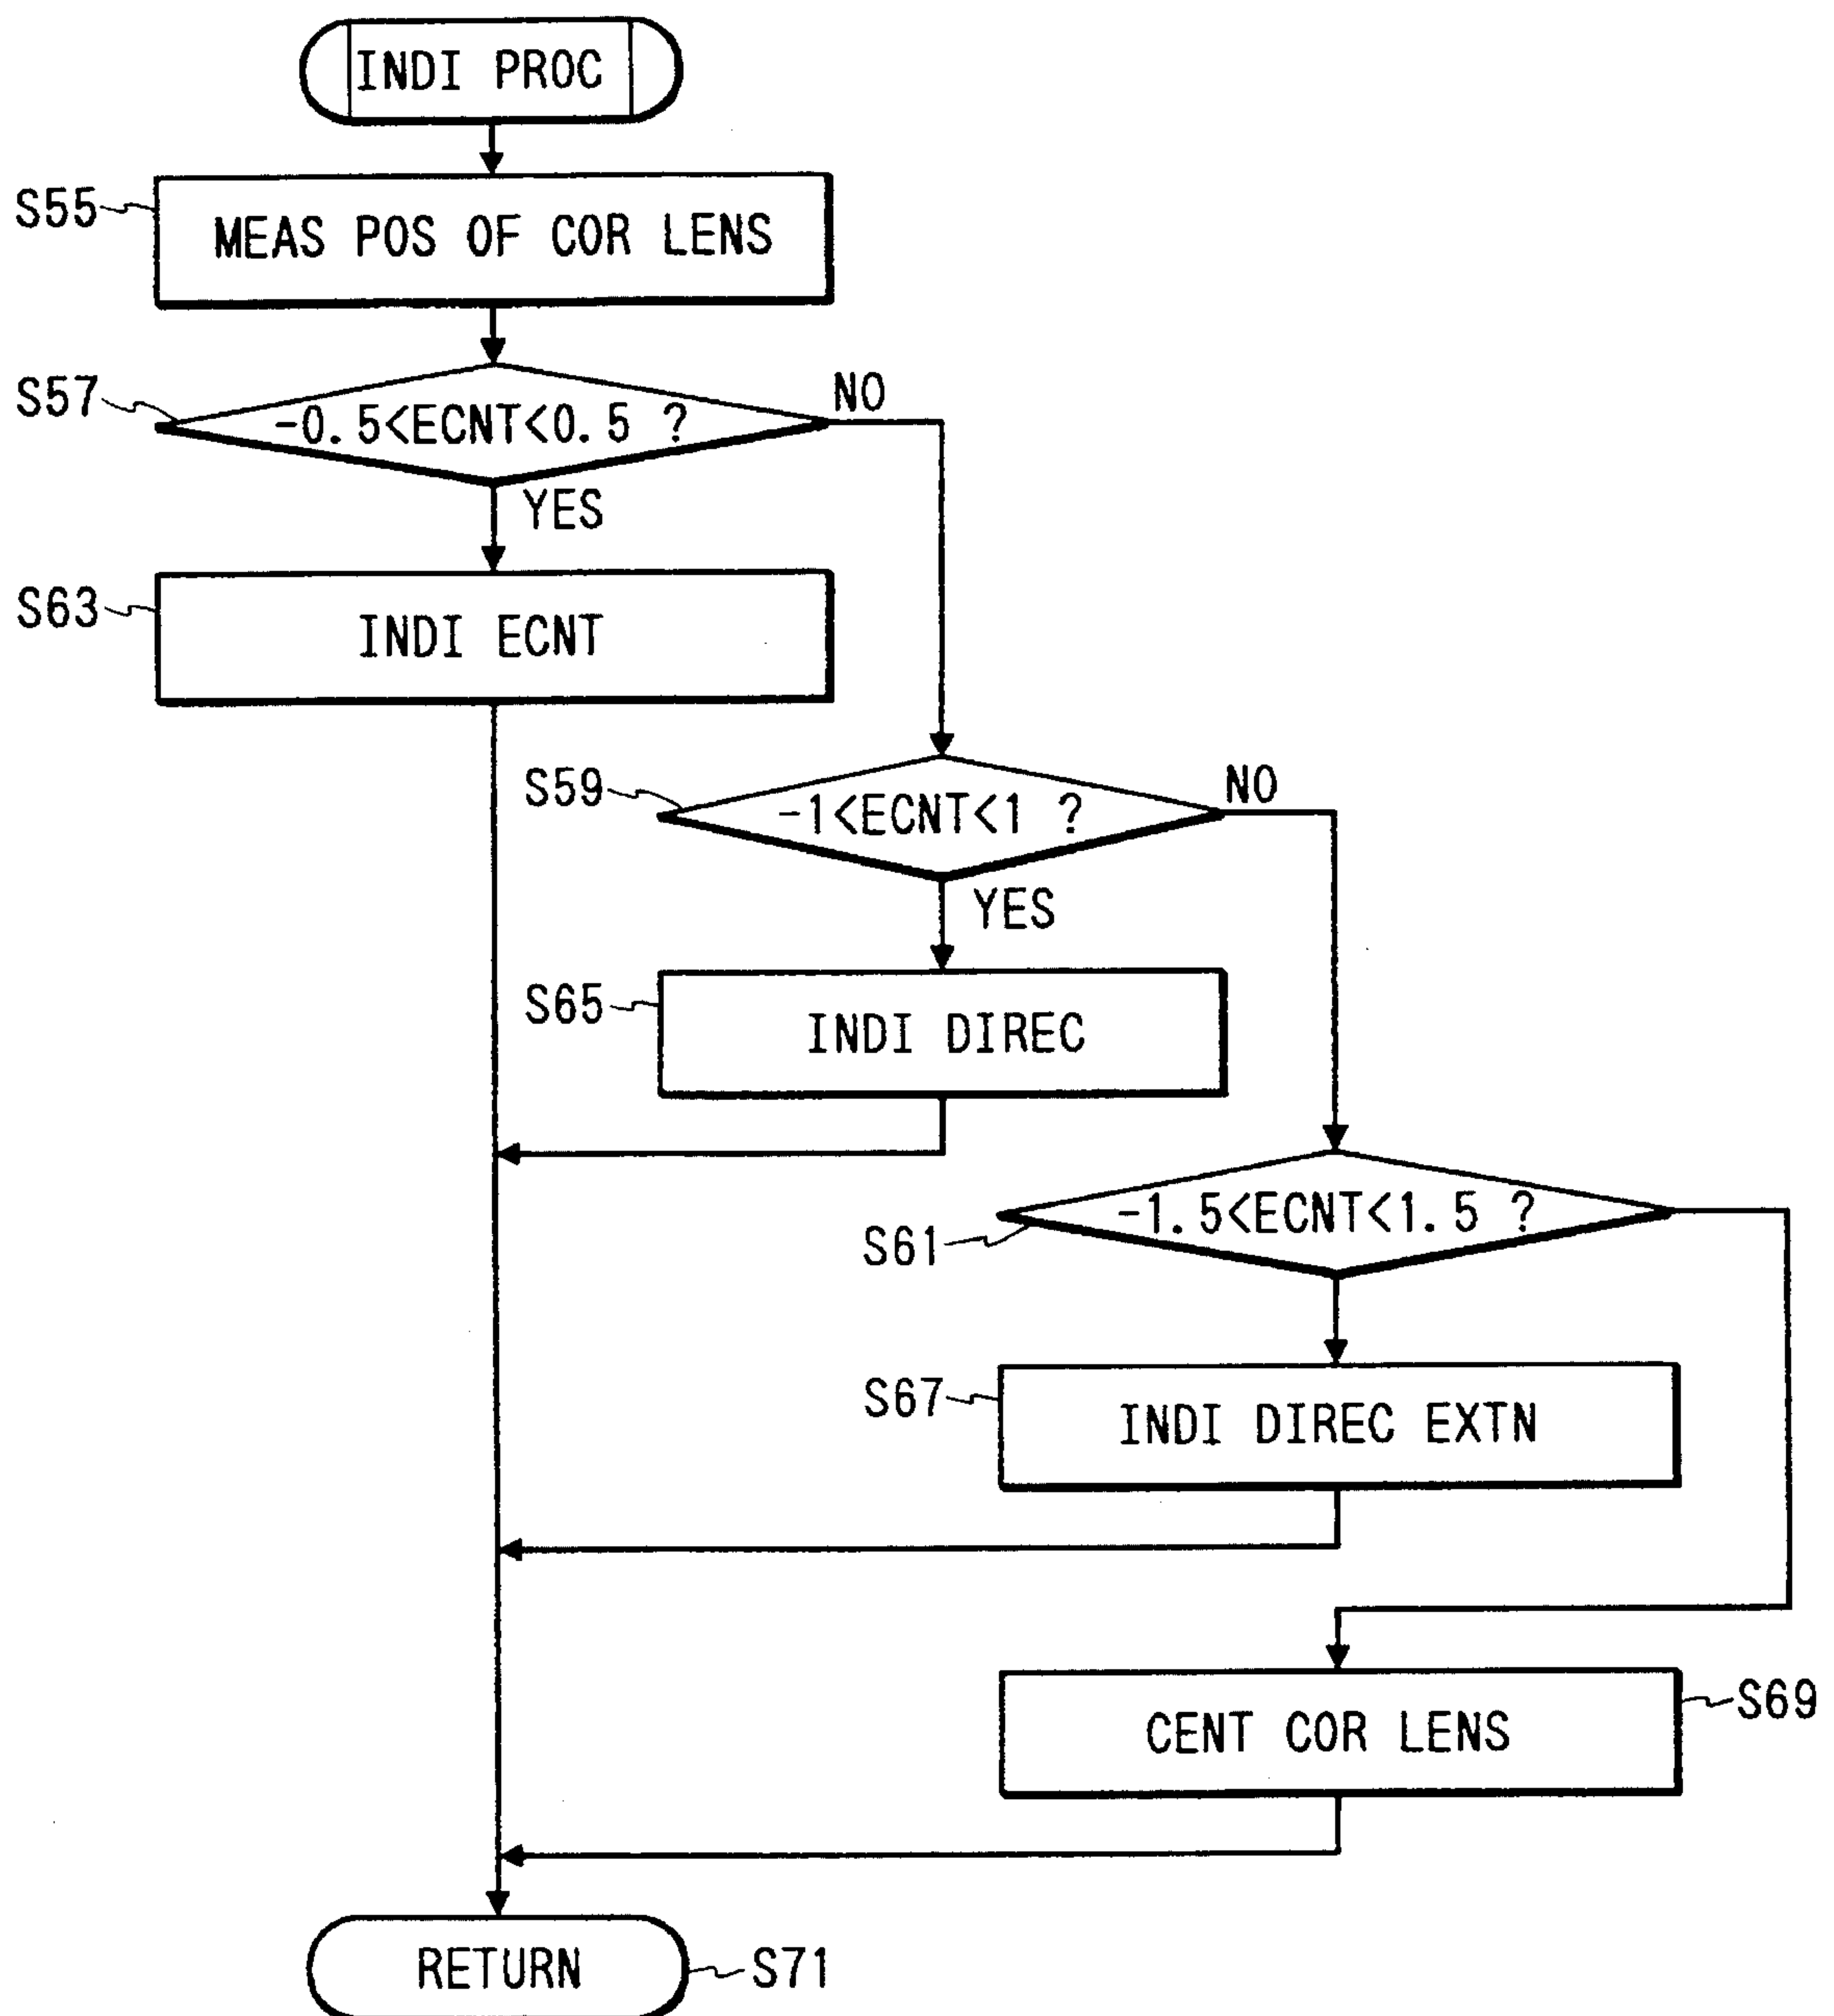 INDI PROC
S55
MEAS POS OF COR LENS
S57
-0.5<ECNT<0.5 ?
NO
YES
S63
INDI ECNT
S59
-1<ECNT<1 ?
NO
YES
S65
INDI DIREC
S61
-1.5<ECNT<1.5 ?
S67
INDI DIREC EXTN
CENT COR LENS
S69
RETURN
S71